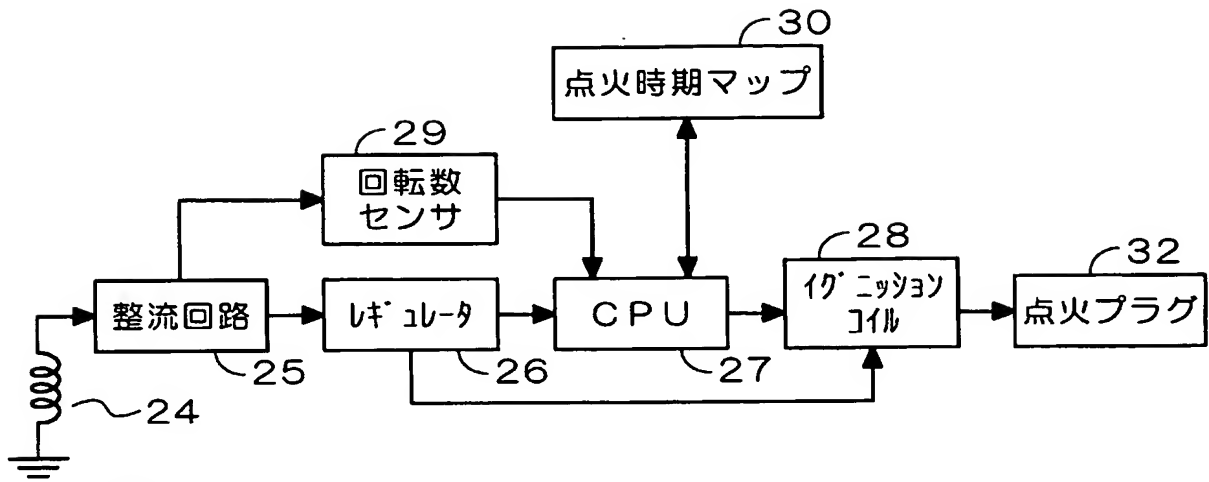 30
点火時期マップ
29
回転数
センサ
28
32
整流回路
レギュレータ
CPU
イグニッション
コイル
点火プラグ
25
26
27
24